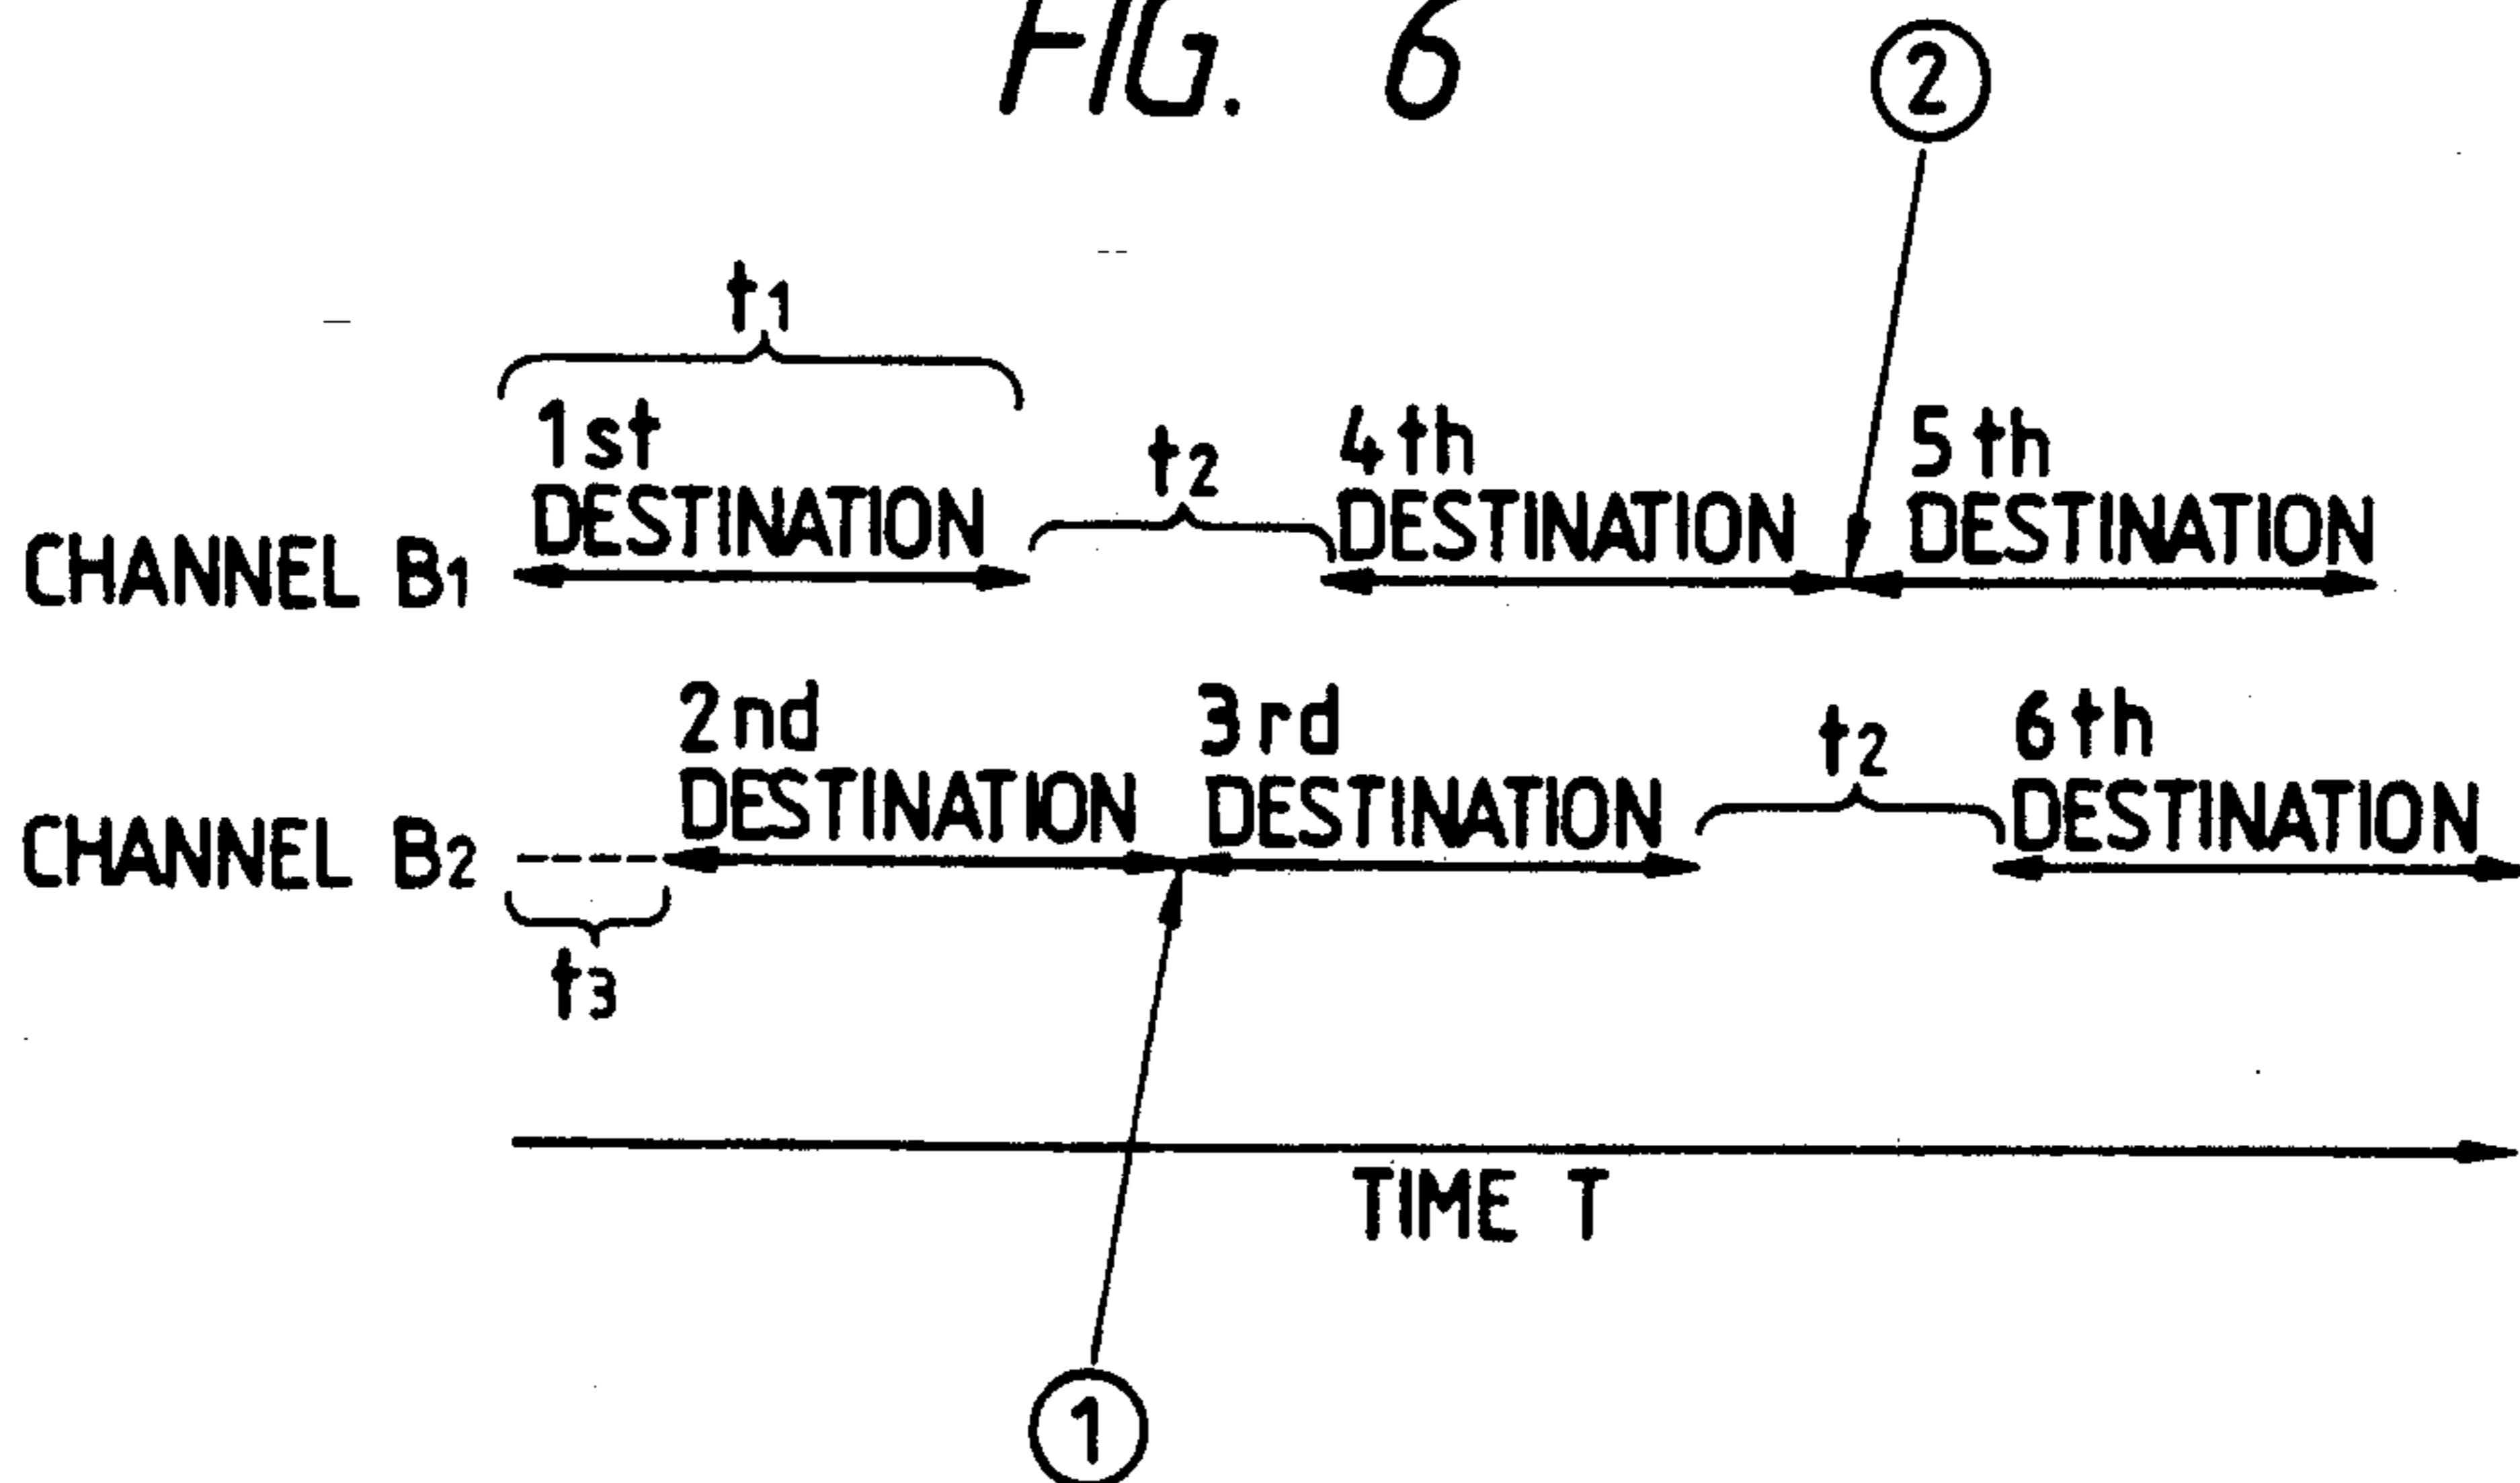 FIG. 6
②
t1
1st
DESTINATION
t2
4th
DESTINATION
5th
DESTINATION
CHANNEL B1
2nd
DESTINATION
3rd
DESTINATION
t2
6th
DESTINATION
CHANNEL B2
t3
TIME T
①